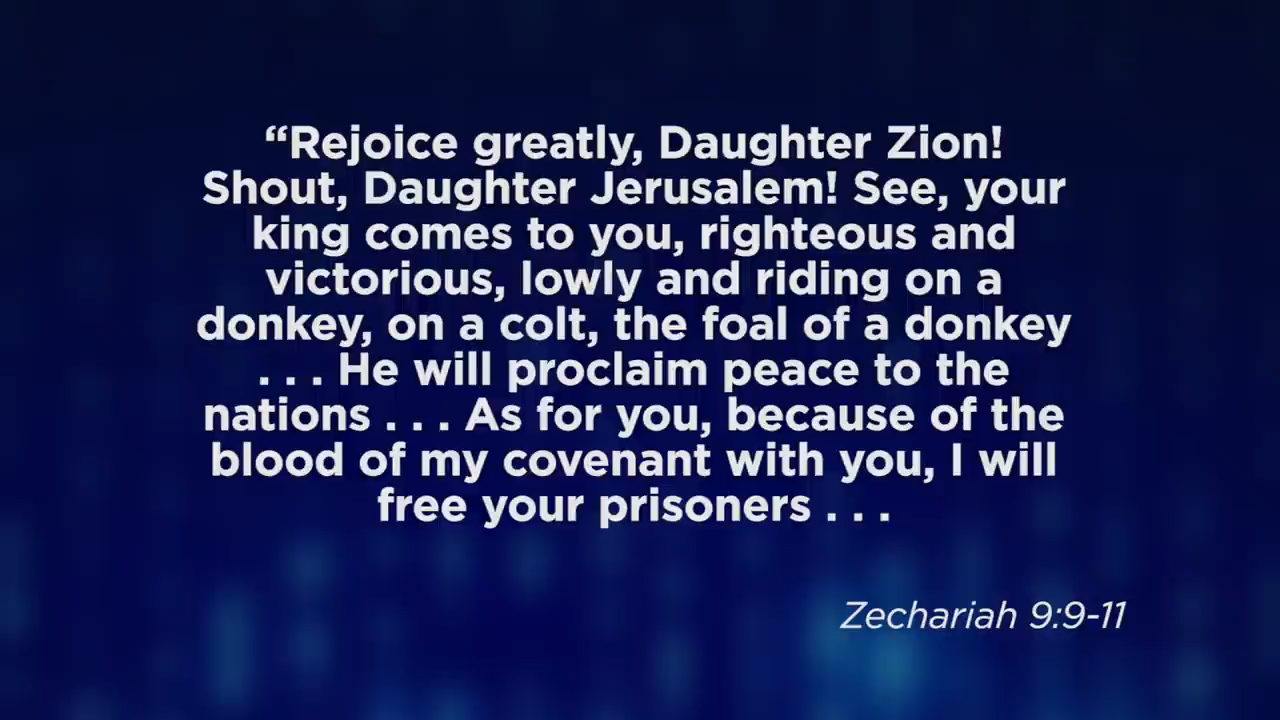 “Rejoice greatly, Daughter Zion!
Shout, Daughter Jerusalem! See, your
king comes to you, righteous and
victorious, lowly and riding on a
donkey, on a colt, the foal of a donkey
. . . He will proclaim peace to the
nations . . . As for you, because of the
blood of my covenant with you, I will
free your prisoners . . .
Zechariah 9:9-11